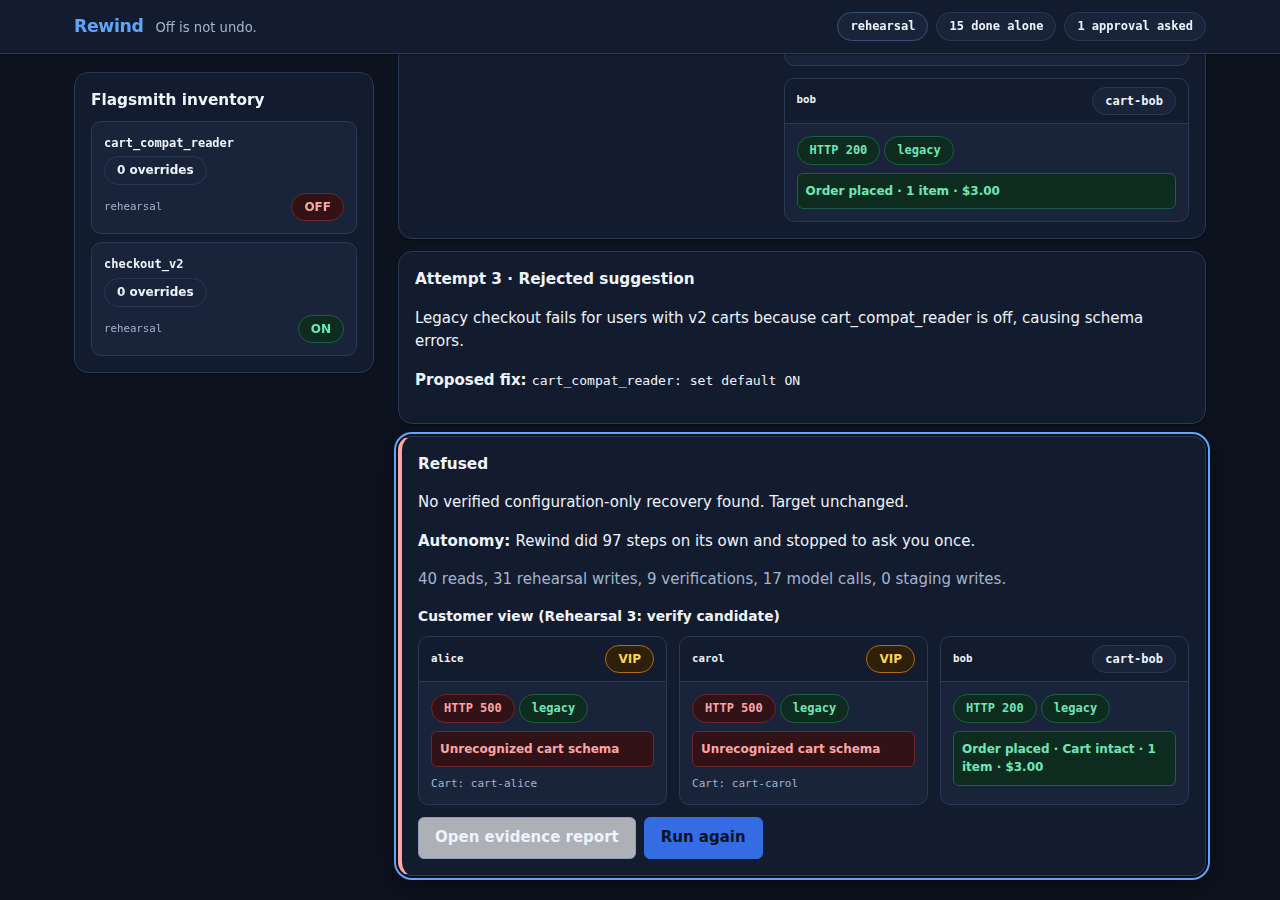 Rewind Off is not undo. rehearsal 15 done alone 1 approval asked
Flagsmith inventory
cart_compat_reader
0 overrides
rehearsal OFF
checkout_v2
0 overrides
rehearsal ON
bob cart-bob
HTTP 200 legacy
Order placed · 1 item · $3.00
Attempt 3 · Rejected suggestion
Legacy checkout fails for users with v2 carts because cart_compat_reader is off, causing schema
errors.
Proposed fix: cart_compat_reader: set default ON
Refused
No verified configuration-only recovery found. Target unchanged.
Autonomy: Rewind did 97 steps on its own and stopped to ask you once.
40 reads, 31 rehearsal writes, 9 verifications, 17 model calls, 0 staging writes.
Customer view (Rehearsal 3: verify candidate)
alice VIP
HTTP 500 legacy
Unrecognized cart schema
Cart: cart-alice
carol VIP
HTTP 500 legacy
Unrecognized cart schema
Cart: cart-carol
bob cart-bob
HTTP 200 legacy
Order placed · Cart intact · 1
item · $3.00
Open evidence report Run again